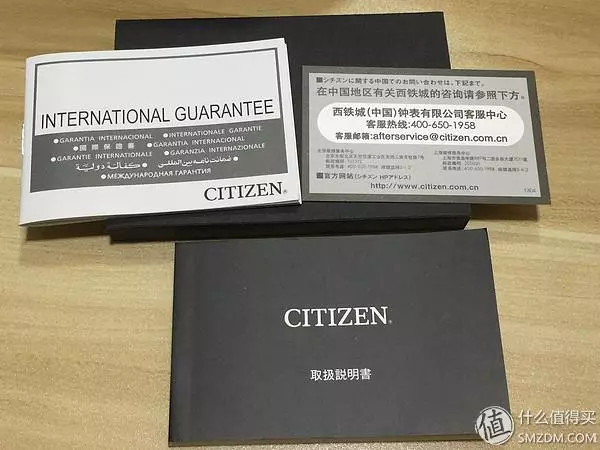 INTERNATIONAL GUARANTEE
●GARANTIA INTERNACIONAL ●INTERNATIONALE GARANTIE
●國際保證書 ●GARANTIA INTERNACIONAL
●GARANTIE INTERNATIONALE ●GARANZIA INTERNAZIONALE
●كفالة دولية ●ضمانت نامه بین المللی
●МЕЖДУНАРОДНАЯ ГАРАНТИЯ
CITIZEN®
■シチズンに関する中国でのお問い合わせは、下記まで。
在中国地区有关西铁城的咨询请参照下方。
西铁城(中国)钟表有限公司客服中心
客服热线:400-650-1958
客服邮箱:afterservice@citizen.com.cn
■官方网站(シチズン HPアドレス)
http://www.citizen.com.cn
CITIZEN®
取扱説明書
值 什么值得买
SMZDM.COM